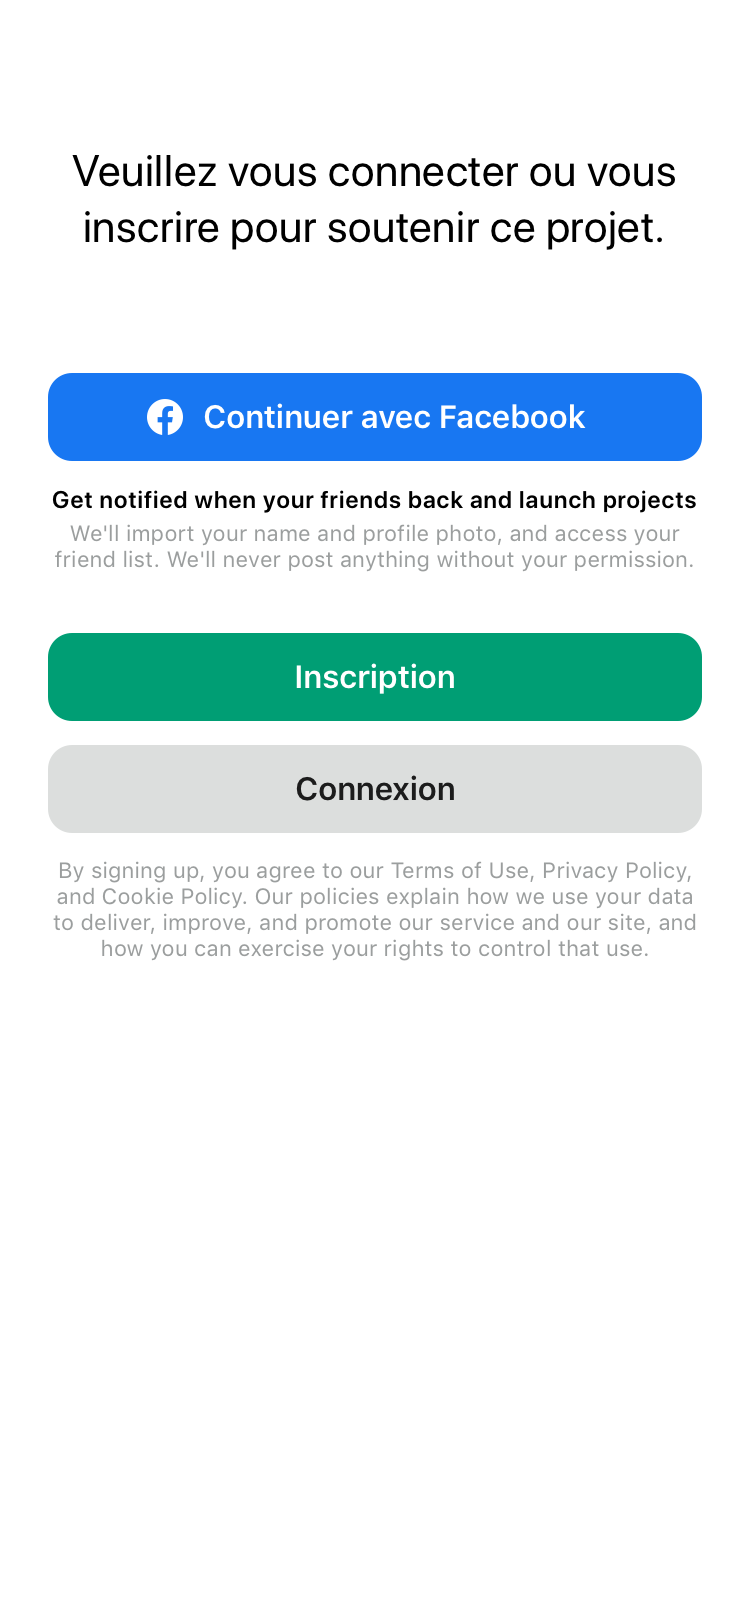 Veuillez vous connecter ou vous
inscrire pour soutenir ce projet.
Continuer avec Facebook
Get notified when your friends back and launch projects
We'll import your name and profile photo, and access your
friend list. We'll never post anything without your permission.
Inscription
Connexion
By signing up, you agree to our Terms of Use, Privacy Policy,
and Cookie Policy. Our policies explain how we use your data
to deliver, improve, and promote our service and our site, and
how you can exercise your rights to control that use.